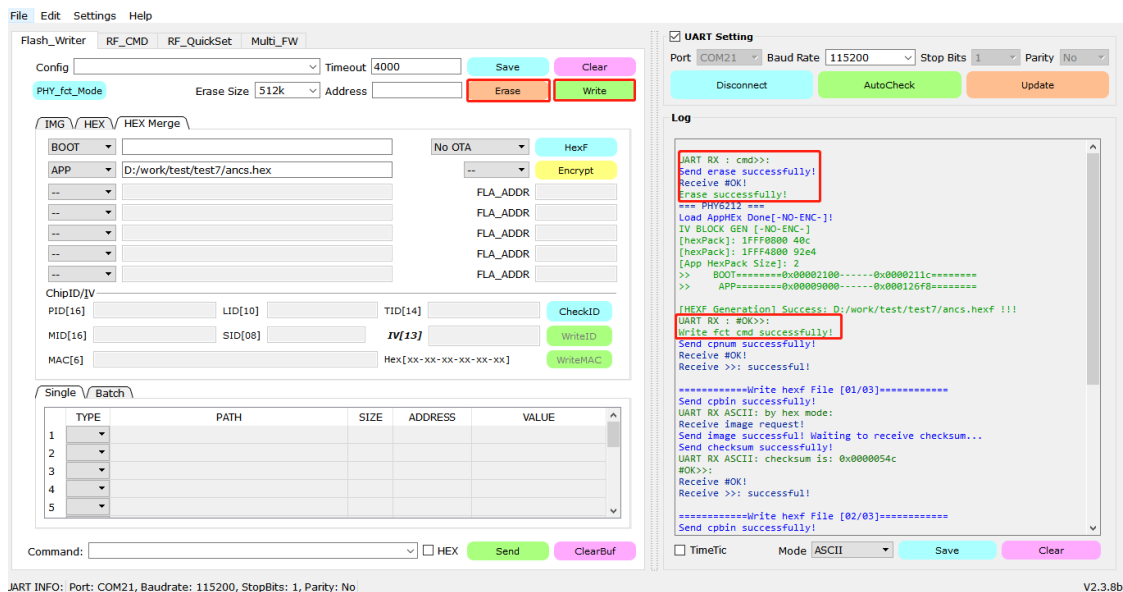 File Edit Settings Help
Flash_Writer RF_CMD RF_QuickSet Multi_FW
Config Timeout 4000 Save Clear
PHY_fct_Mode Erase Size 512k Address Erase Write
IMG HEX HEX Merge
BOOT No OTA HexF
APP D:/work/test/test7/ancs.hex -- Encrypt
-- FLA_ADDR
-- FLA_ADDR
-- FLA_ADDR
-- FLA_ADDR
-- FLA_ADDR
ChipID/IV
PID[16] LID[10] TID[14] CheckID
MID[16] SID[08] IV[13] WriteID
MAC[6] Hex[xx-xx-xx-xx-xx-xx] WriteMAC
Single Batch
TYPE PATH SIZE ADDRESS VALUE
1
2
3
4
5
Command: HEX Send ClearBuf
UART Setting
Port COM21 Baud Rate 115200 Stop Bits 1 Parity No
Disconnect AutoCheck Update
Log
UART RX : cmd>>:
Send erase successfully!
Receive #OK!
Erase successfully!
=== PHY6212 ===
Load AppHEx Done[-NO-ENC-]!
IV BLOCK GEN [-NO-ENC-]
[hexPack]: 1FFF0800 40c
[hexPack]: 1FFF4800 92e4
[App HexPack Size]: 2
>> BOOT========0x00002100------0x0000211c========
>> APP========0x00009000------0x000126f8========
[HEXF Generation] Success: D:/work/test/test7/ancs.hexf !!!
UART RX : #OK>>:
Write fct cmd successfully!
Send cpnum successfully!
Receive #OK!
Receive >>: successful!
============Write hexf File [01/03]============
Send cpbin successfully!
UART RX ASCII: by hex mode:
Receive image request!
Send image successful! Waiting to receive checksum...
Send checksum successfully!
UART RX ASCII: checksum is: 0x0000054c
#OK>>:
Receive #OK!
Receive >>: successful!
============Write hexf File [02/03]============
Send cpbin successfully!
TimeTic Mode ASCII Save Clear
UART INFO: Port: COM21, Baudrate: 115200, StopBits: 1, Parity: No V2.3.8b